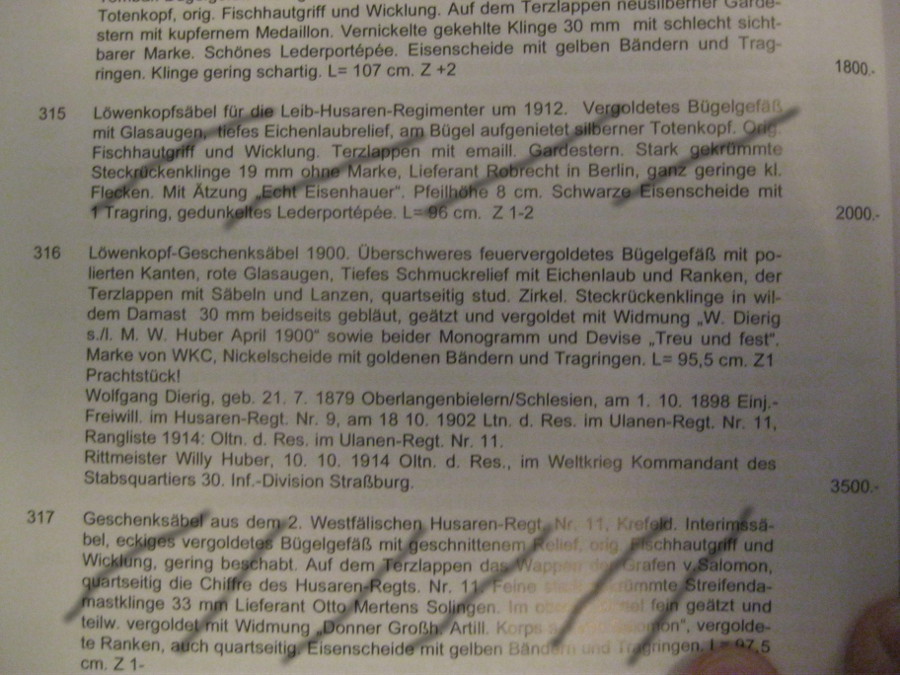 Totenkopf, orig. Fischhautgriff und Wicklung. Auf dem Terzlappen neusilberner Garde-
stern mit kupfernem Medaillon. Vernickelte gekehlte Klinge 30 mm mit schlecht sicht-
barer Marke. Schönes Lederportépée. Eisenscheide mit gelben Bändern und Trag-
ringen. Klinge gering schartig. L= 107 cm. Z +2 1800.-
315 Löwenkopfsäbel für die Leib-Husaren-Regimenter um 1912. Vergoldetes Bügelgefäß
mit Glasaugen, tiefes Eichenlaubrelief, am Bügel aufgenietet silberner Totenkopf. Orig.
Fischhautgriff und Wicklung. Terzlappen mit emaill. Gardestern. Stark gekrümmte
Steckrückenklinge 19 mm ohne Marke, Lieferant Robrecht in Berlin, ganz geringe kl.
Flecken. Mit Ätzung „Echt Eisenhauer“. Pfeilhöhe 8 cm. Schwarze Eisenscheide mit
1 Tragring, gedunkeltes Lederportépée. L= 96 cm. Z 1-2 2000.-
316 Löwenkopf-Geschenksäbel 1900. Überschweres feuervergoldetes Bügelgefäß mit po-
lierten Kanten, rote Glasaugen, Tiefes Schmuckrelief mit Eichenlaub und Ranken, der
Terzlappen mit Säbeln und Lanzen, quartseitig stud. Zirkel. Steckrückenklinge in wil-
dem Damast 30 mm beidseits gebläut, geätzt und vergoldet mit Widmung „W. Dierig
s./l. M. W. Huber April 1900“ sowie beider Monogramm und Devise „Treu und fest“.
Marke von WKC, Nickelscheide mit goldenen Bändern und Tragringen. L= 95,5 cm. Z1
Prachtstück!
Wolfgang Dierig, geb. 21. 7. 1879 Oberlangenbielern/Schlesien, am 1. 10. 1898 Einj.-
Freiwill. im Husaren-Regt. Nr. 9, am 18 10. 1902 Ltn. d. Res. im Ulanen-Regt. Nr. 11,
Rangliste 1914: Oltn. d. Res. im Ulanen-Regt. Nr. 11.
Rittmeister Willy Huber, 10. 10. 1914 Oltn. d. Res., im Weltkrieg Kommandant des
Stabsquartiers 30. Inf.-Division Straßburg. 3500.-
317 Geschenksäbel aus dem 2. Westfälischen Husaren-Regt. Nr. 11, Krefeld. Interimssä-
bel, eckiges vergoldetes Bügelgefäß mit geschnittenem Relief, orig. Fischhautgriff und
Wicklung, gering beschabt. Auf dem Terzlappen das Wappen der Grafen v.Salomon,
quartseitig die Chiffre des Husaren-Regts. Nr. 11. Feine gekrümmte Streifenda-
mastklinge 33 mm Lieferant Otto Mertens Solingen. Im fein geätzt und
teilw. vergoldet mit Widmung „Donner Großh. Artill. Korps Salomon“, vergolde-
te Ranken, auch quartseitig. Eisenscheide mit gelben Bändern und Tragringen. L= 97,5
cm. Z 1-